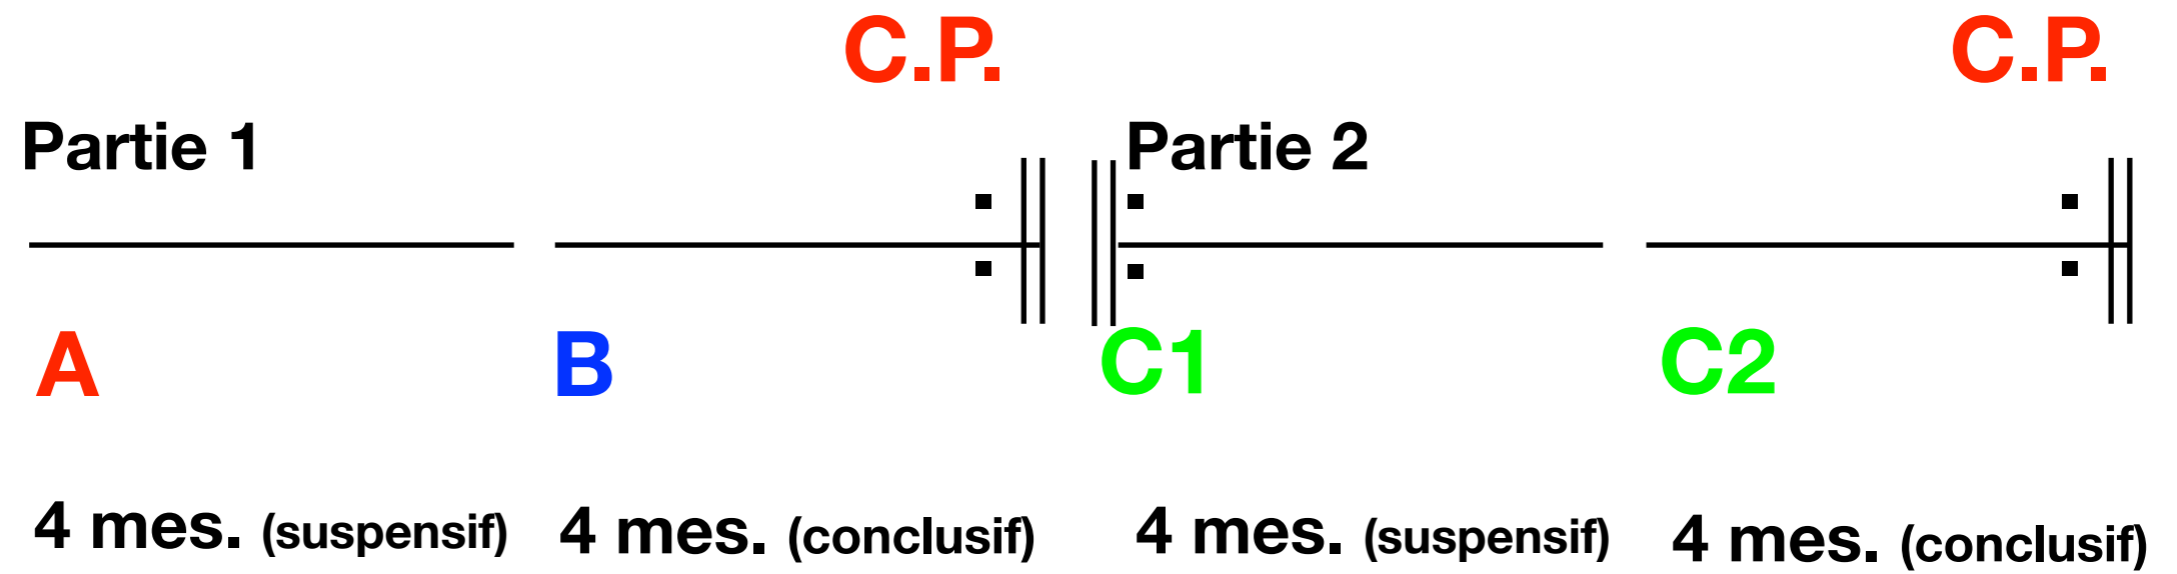 C.P. C.P.
Partie 1 Partie 2
A B C1 C2
4 mes. (suspensif) 4 mes. (conclusif) 4 mes. (suspensif) 4 mes. (conclusif)